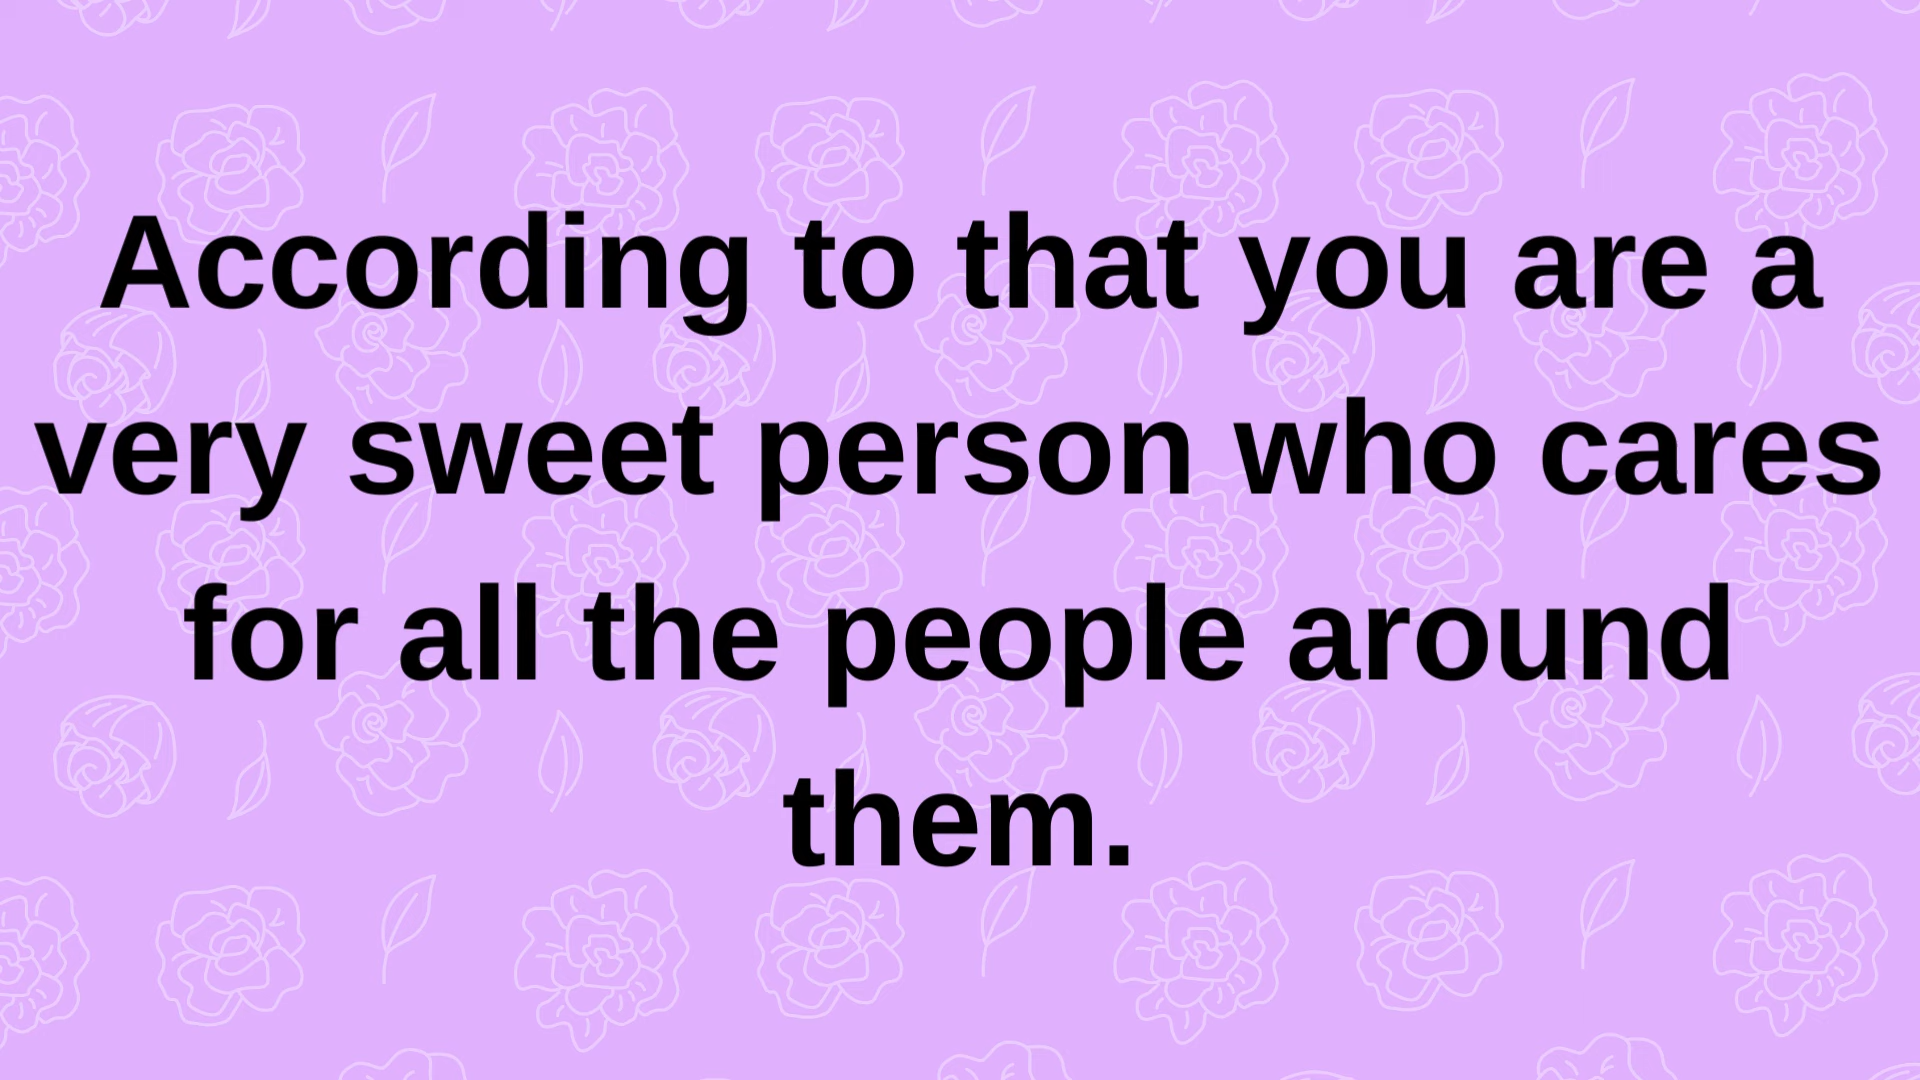 According to that you are a
very sweet person who cares
for all the people around
them.